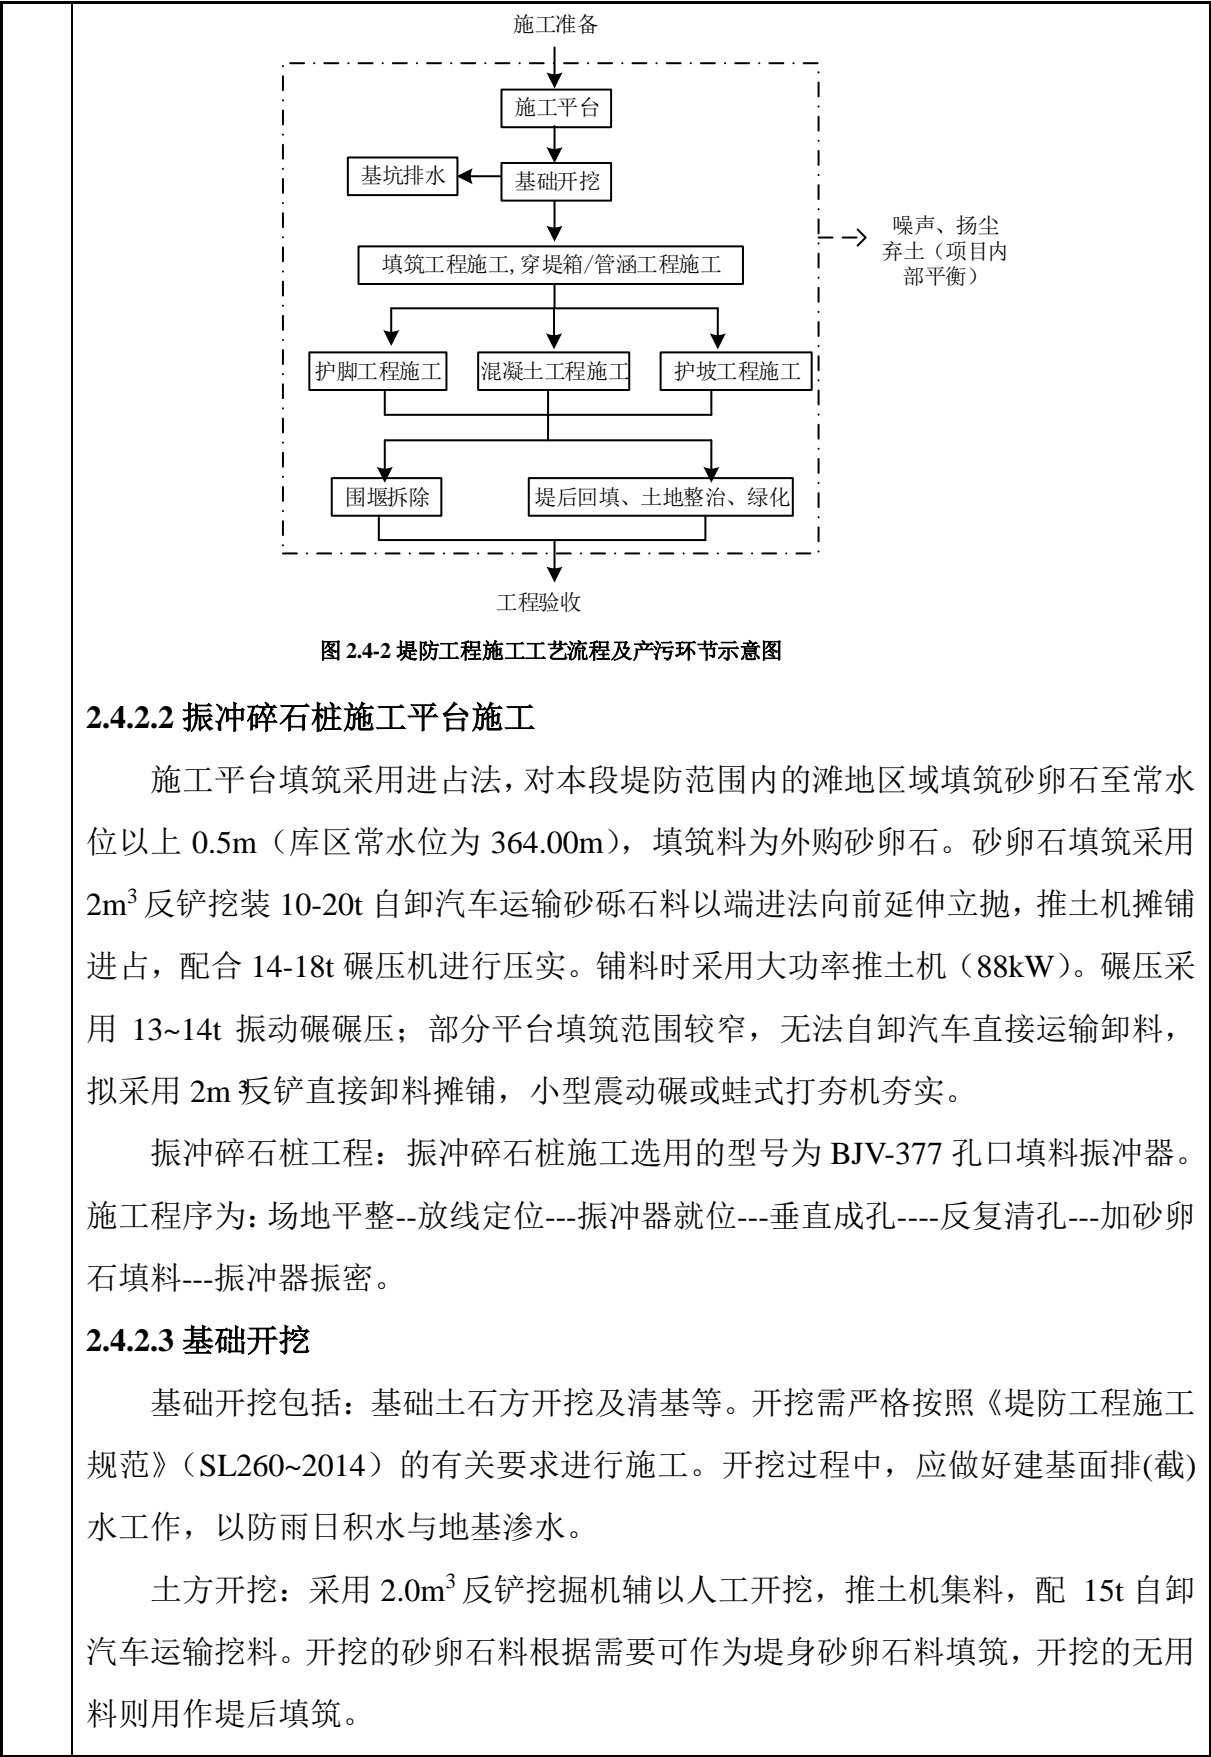 施工准备
施工平台
基坑排水
基础开挖
噪声、扬尘
弃土（项目内
部平衡）
填筑工程施工,穿堤箱/管涵工程施工
护脚工程施工
混凝土工程施工
护坡工程施工
围堰拆除
堤后回填、土地整治、绿化
工程验收
图 2.4-2 堤防工程施工工艺流程及产污环节示意图
2.4.2.2 振冲碎石桩施工平台施工
施工平台填筑采用进占法，对本段堤防范围内的滩地区域填筑砂卵石至常水
位以上 0.5m（库区常水位为 364.00m），填筑料为外购砂卵石。砂卵石填筑采用
2m³ 反铲挖装 10-20t 自卸汽车运输砂砾石料以端进法向前延伸立抛，推土机摊铺
进占，配合 14-18t 碾压机进行压实。铺料时采用大功率推土机（88kW）。碾压采
用 13~14t 振动碾碾压；部分平台填筑范围较窄，无法自卸汽车直接运输卸料，
拟采用 2m³反铲直接卸料摊铺，小型震动碾或蛙式打夯机夯实。
振冲碎石桩工程：振冲碎石桩施工选用的型号为 BJV-377 孔口填料振冲器。
施工程序为：场地平整--放线定位---振冲器就位---垂直成孔----反复清孔---加砂卵
石填料---振冲器振密。
2.4.2.3 基础开挖
基础开挖包括：基础土石方开挖及清基等。开挖需严格按照《堤防工程施工
规范》（SL260~2014）的有关要求进行施工。开挖过程中，应做好建基面排(截)
水工作，以防雨日积水与地基渗水。
土方开挖：采用 2.0m³ 反铲挖掘机辅以人工开挖，推土机集料，配 15t 自卸
汽车运输挖料。开挖的砂卵石料根据需要可作为堤身砂卵石料填筑，开挖的无用
料则用作堤后填筑。